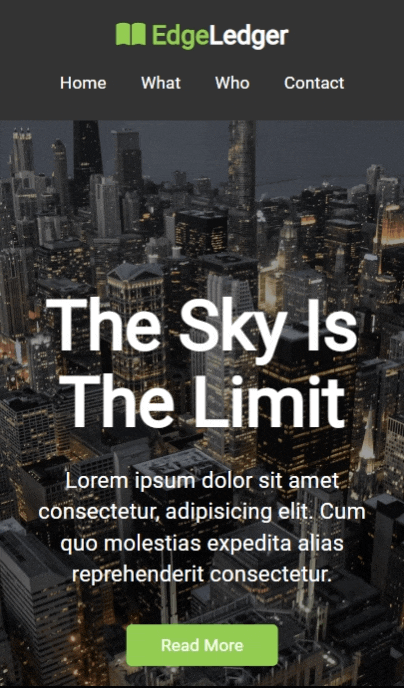 EdgeLedger
Home What Who Contact
The Sky Is
The Limit
Lorem ipsum dolor sit amet
consectetur, adipisicing elit. Cum
quo molestias expedita alias
reprehenderit consectetur.
Read More